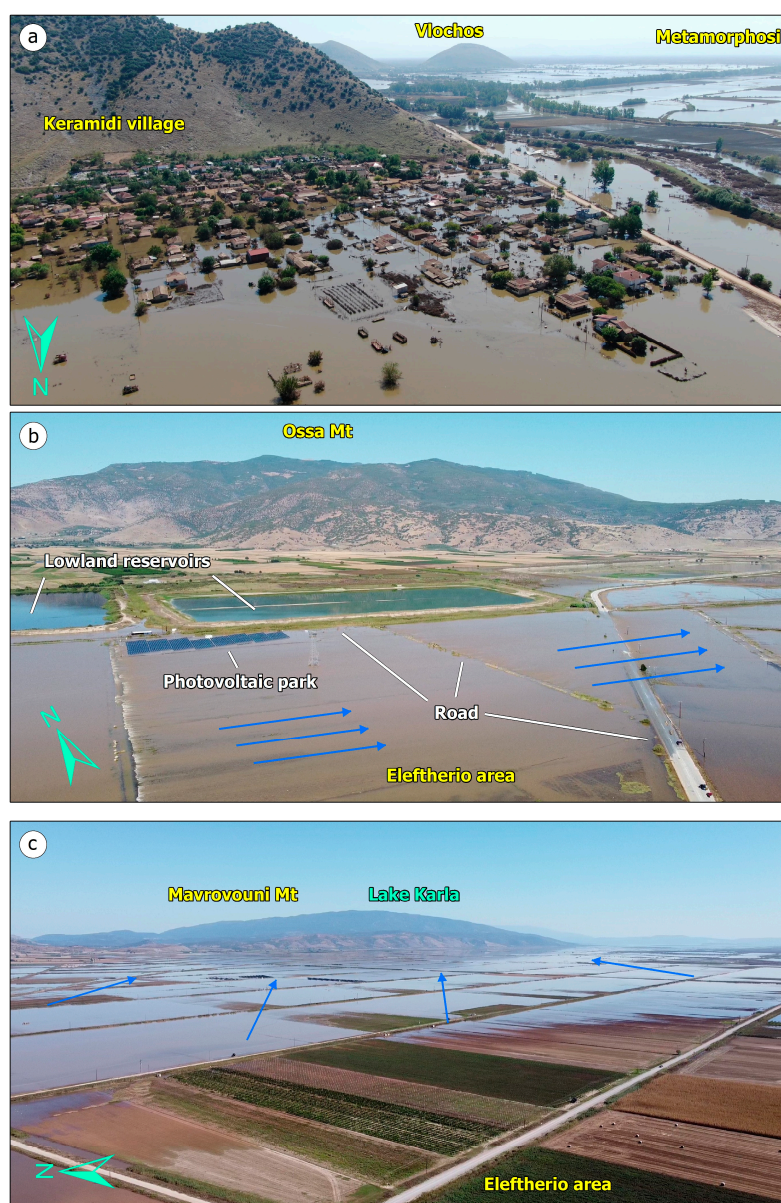 a
Vlochos
Metamorphosi
Keramidi village
N
b
Ossa Mt
Lowland reservoirs
Photovoltaic park
Road
N
Eleftherio area
c
Mavrovouni Mt
Lake Karla
N
Eleftherio area